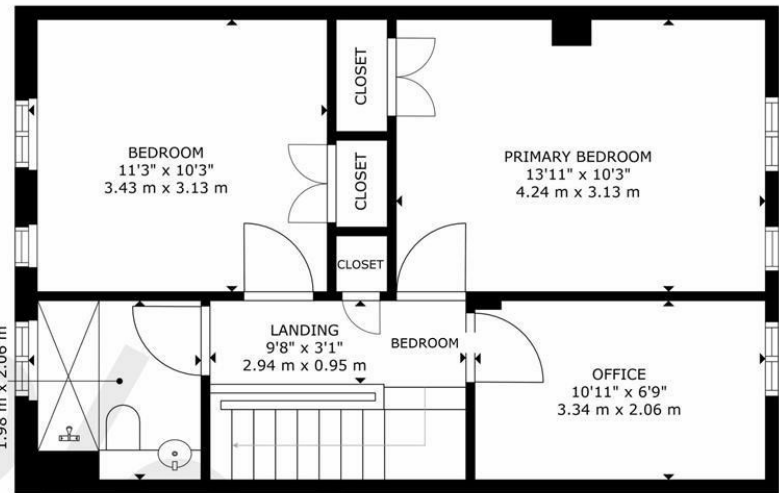 BEDROOM
11'3" x 10'3"
3.43 m x 3.13 m
CLOSET
CLOSET
CLOSET
PRIMARY BEDROOM
13'11" x 10'3"
4.24 m x 3.13 m
LANDING
9'8" x 3'1"
2.94 m x 0.95 m
BEDROOM
OFFICE
10'11" x 6'9"
3.34 m x 2.06 m
1.98 m x 2.06 m